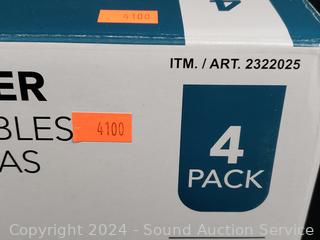 4100
4
ITM. / ART. 2322025
ER
BLES
4100
AS
4
PACK
Copyright © 2024 - Sound Auction Service